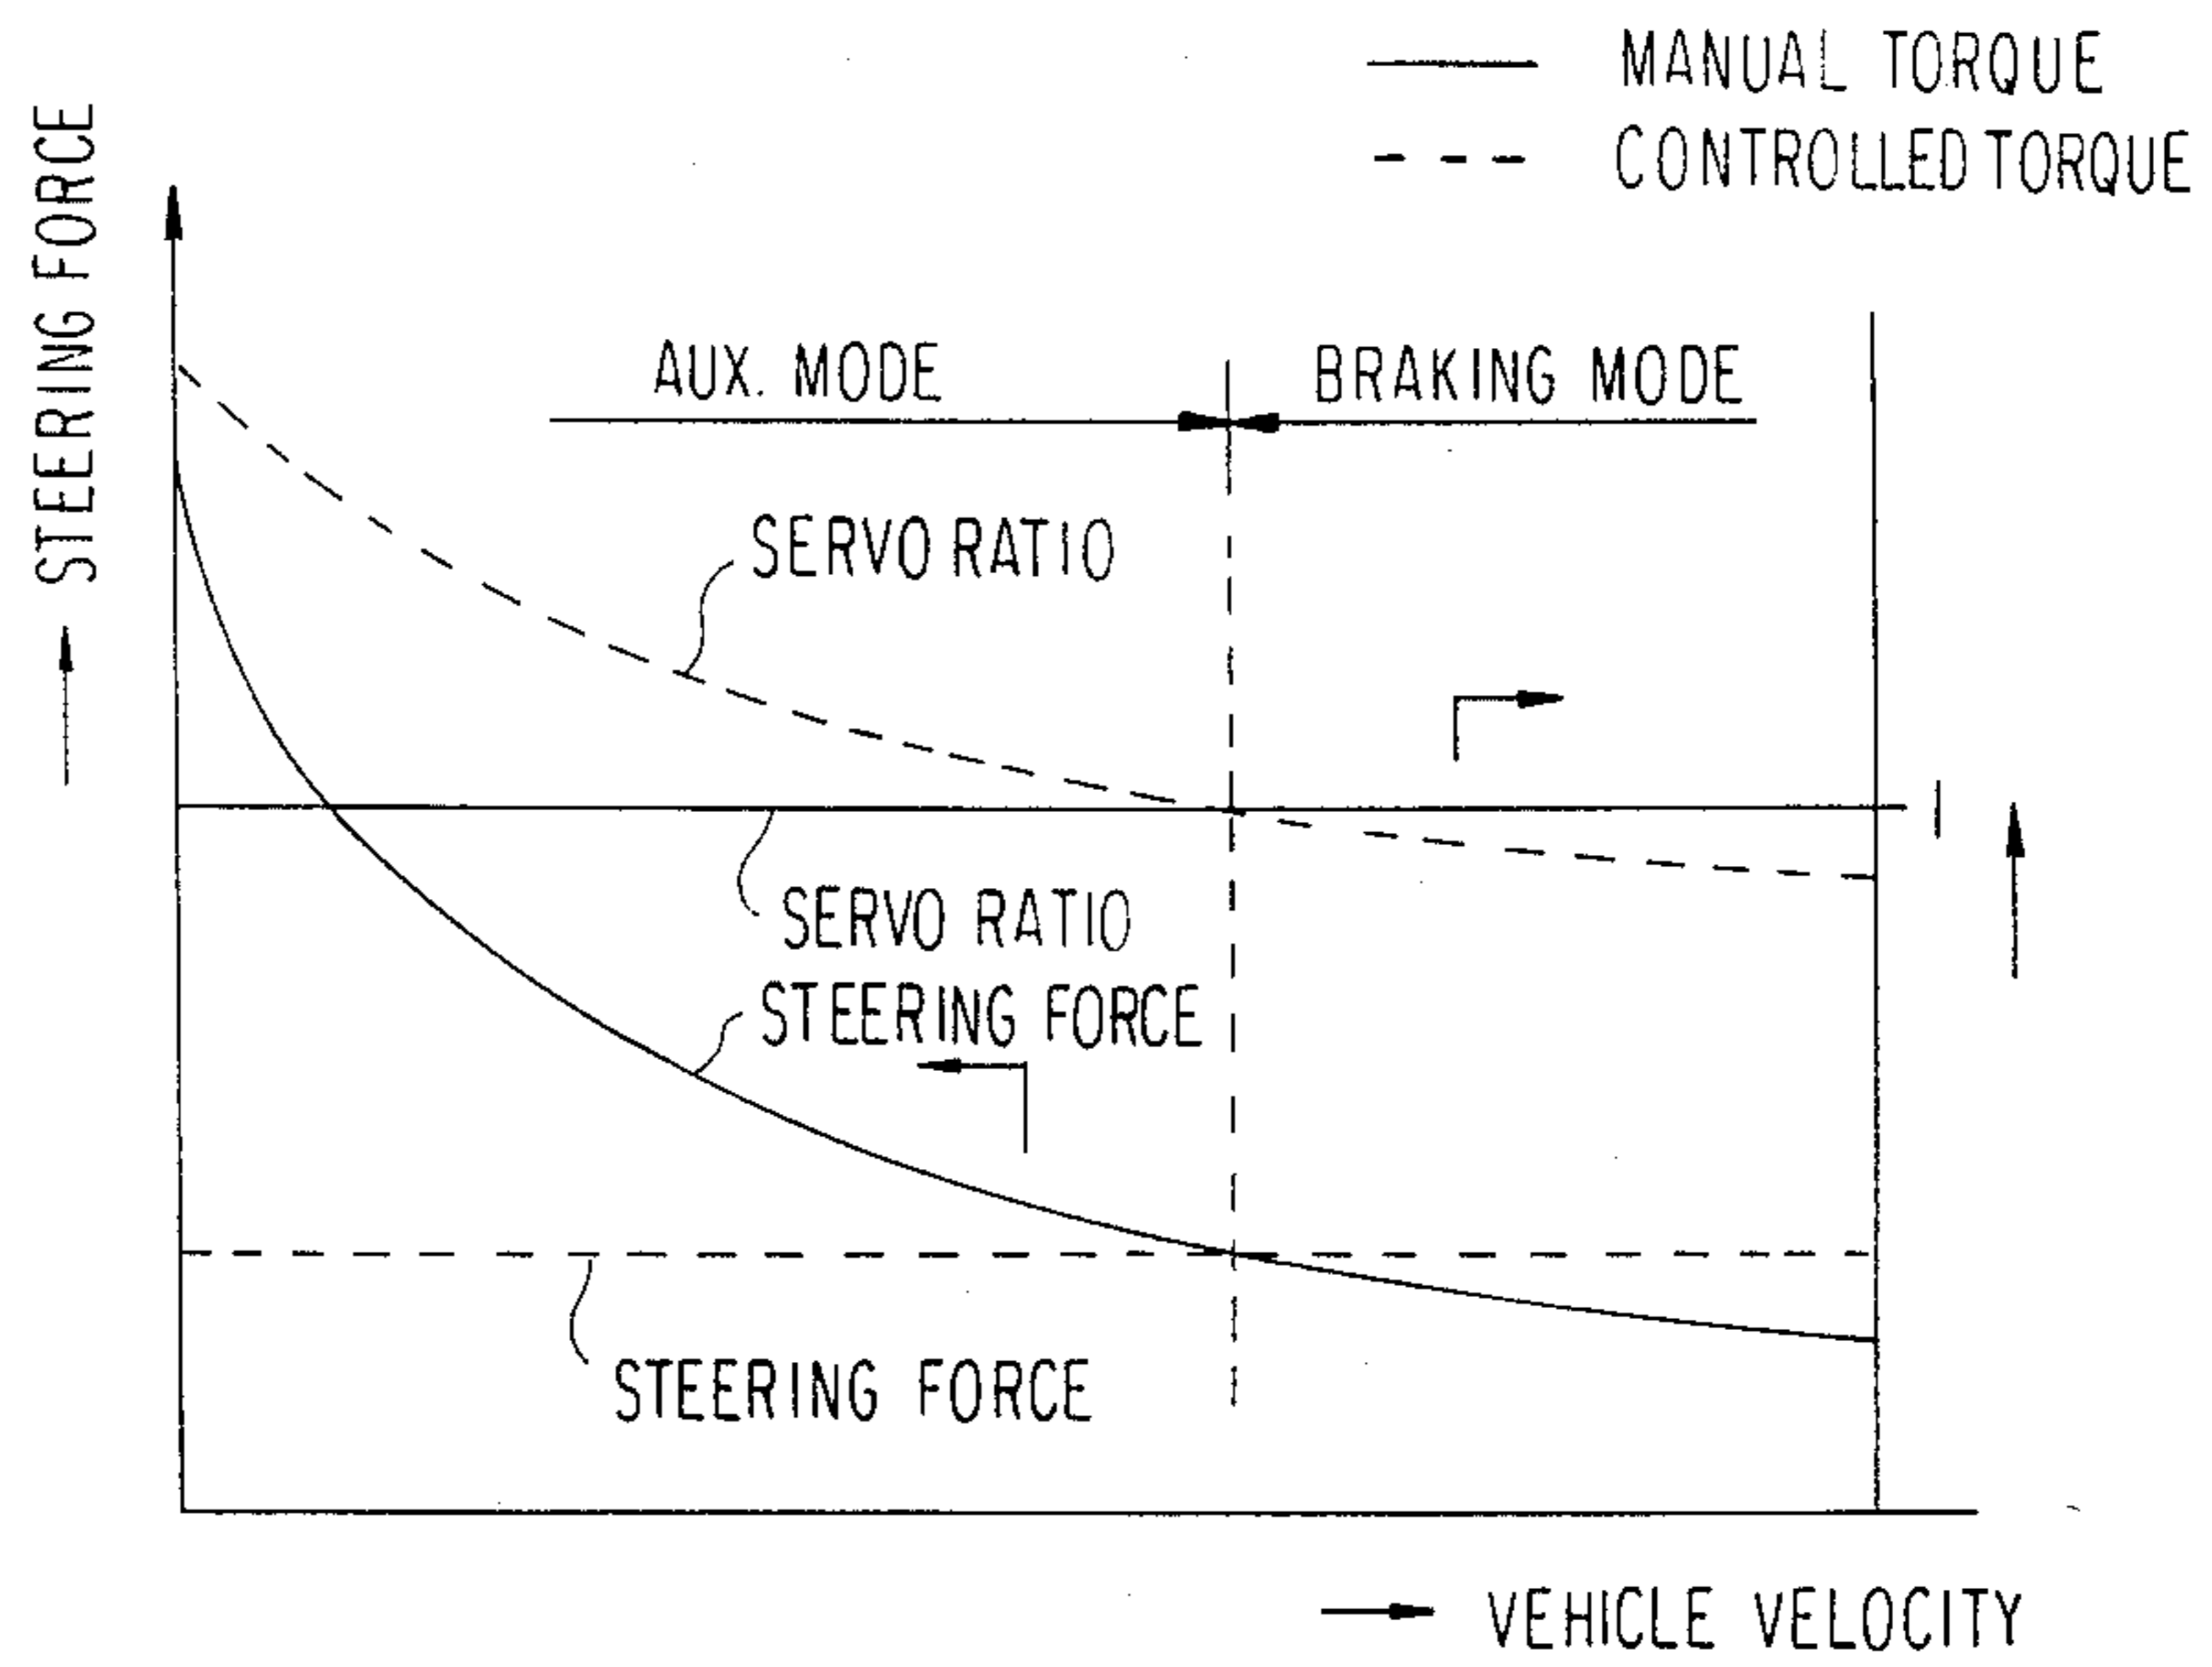 MANUAL TORQUE
CONTROLLED TORQUE
STEERING FORCE
AUX. MODE
BRAKING MODE
SERVO RATIO
1
SERVO RATIO
STEERING FORCE
STEERING FORCE
VEHICLE VELOCITY